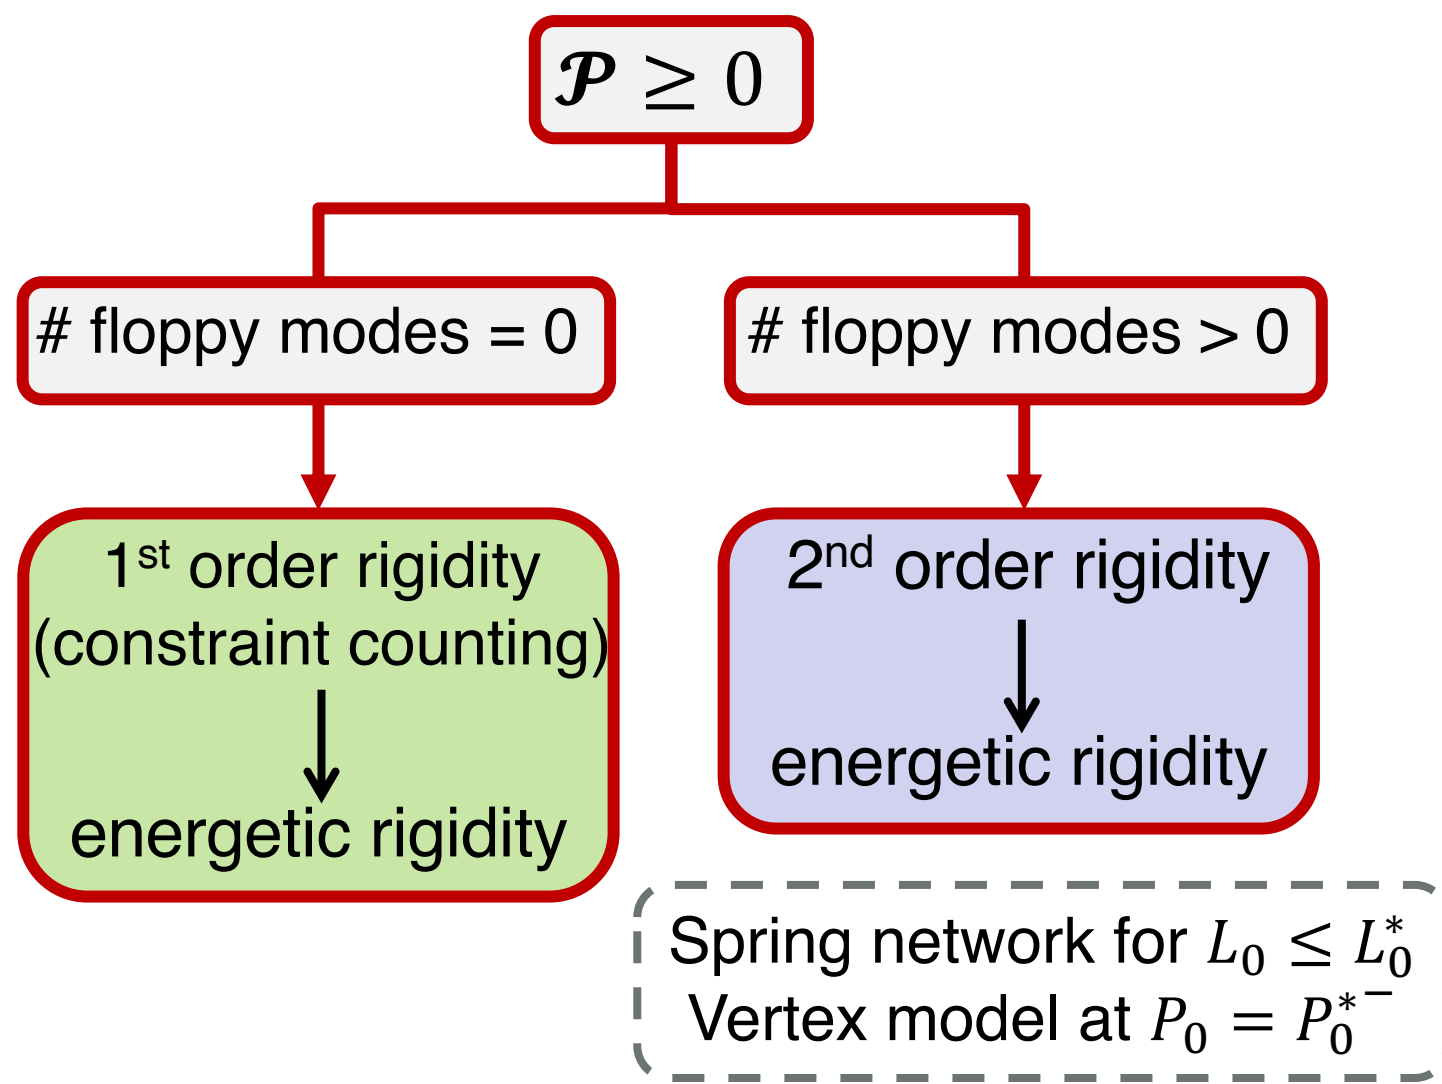 𝓟 ≥ 0
# floppy modes = 0
# floppy modes > 0
1ˢᵗ order rigidity
(constraint counting)
energetic rigidity
2ⁿᵈ order rigidity
energetic rigidity
Spring network for L₀ ≤ L₀*
Vertex model at P₀ = P₀*⁻